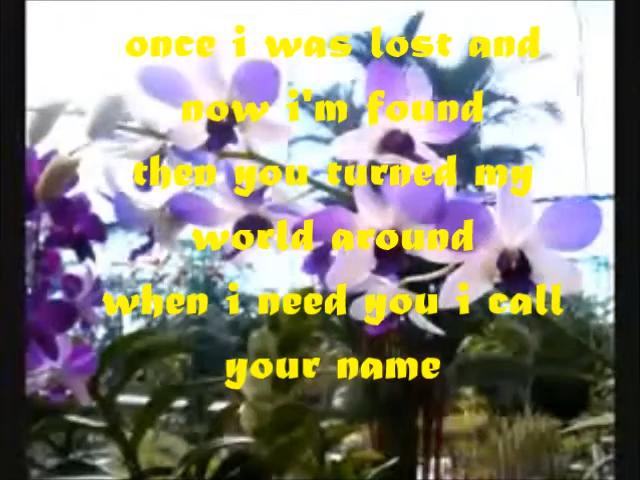 once i was lost and
now i'm found
then you turned my
world around
when i need you i call
your name